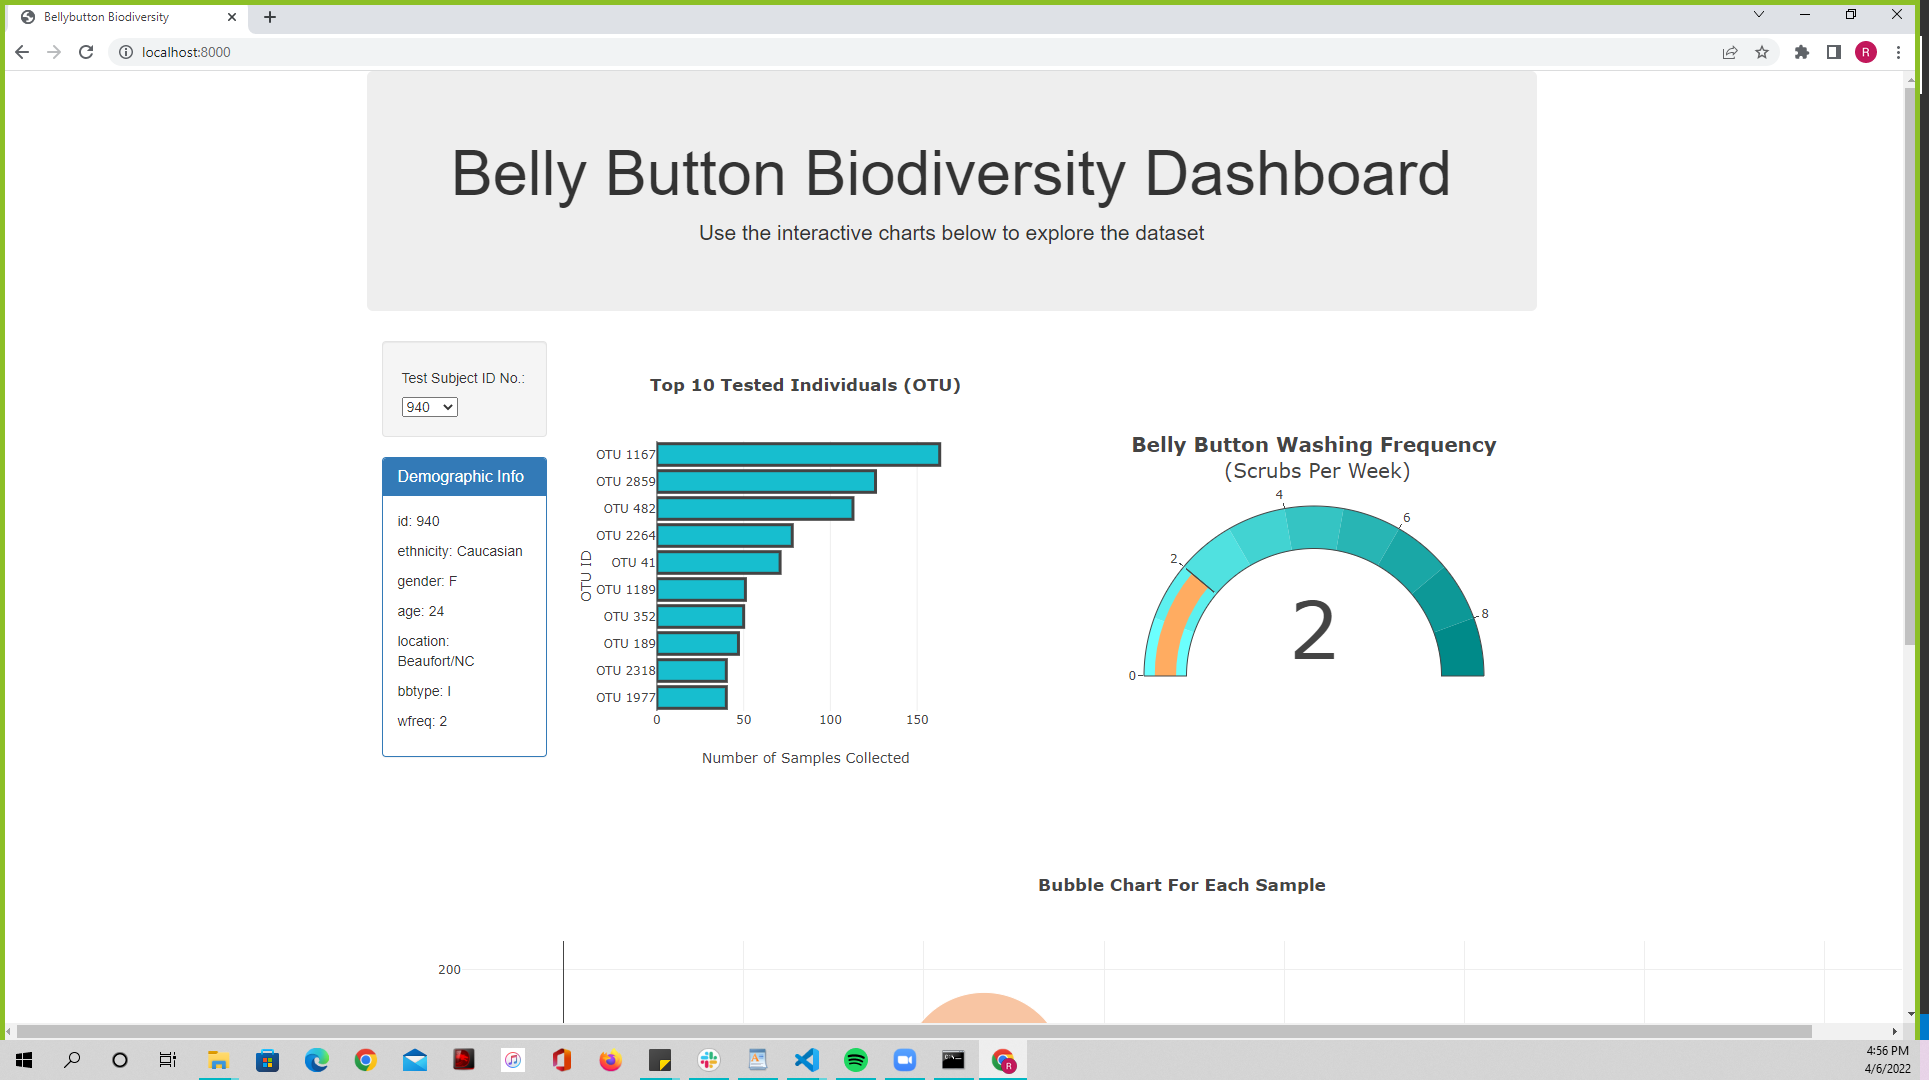 Bellybutton Biodiversity
localhost:8000
R
Belly Button Biodiversity Dashboard
Use the interactive charts below to explore the dataset
Test Subject ID No.:
940
Demographic Info
id: 940
ethnicity: Caucasian
gender: F
age: 24
location:
Beaufort/NC
bbtype: I
wfreq: 2
Top 10 Tested Individuals (OTU)
OTU ID
OTU 1167
OTU 2859
OTU 482
OTU 2264
OTU 41
OTU 1189
OTU 352
OTU 189
OTU 2318
OTU 1977
0 50 100 150
Number of Samples Collected
Belly Button Washing Frequency
(Scrubs Per Week)
0
2
4
6
8
2
Bubble Chart For Each Sample
200
R
4:56 PM
4/6/2022